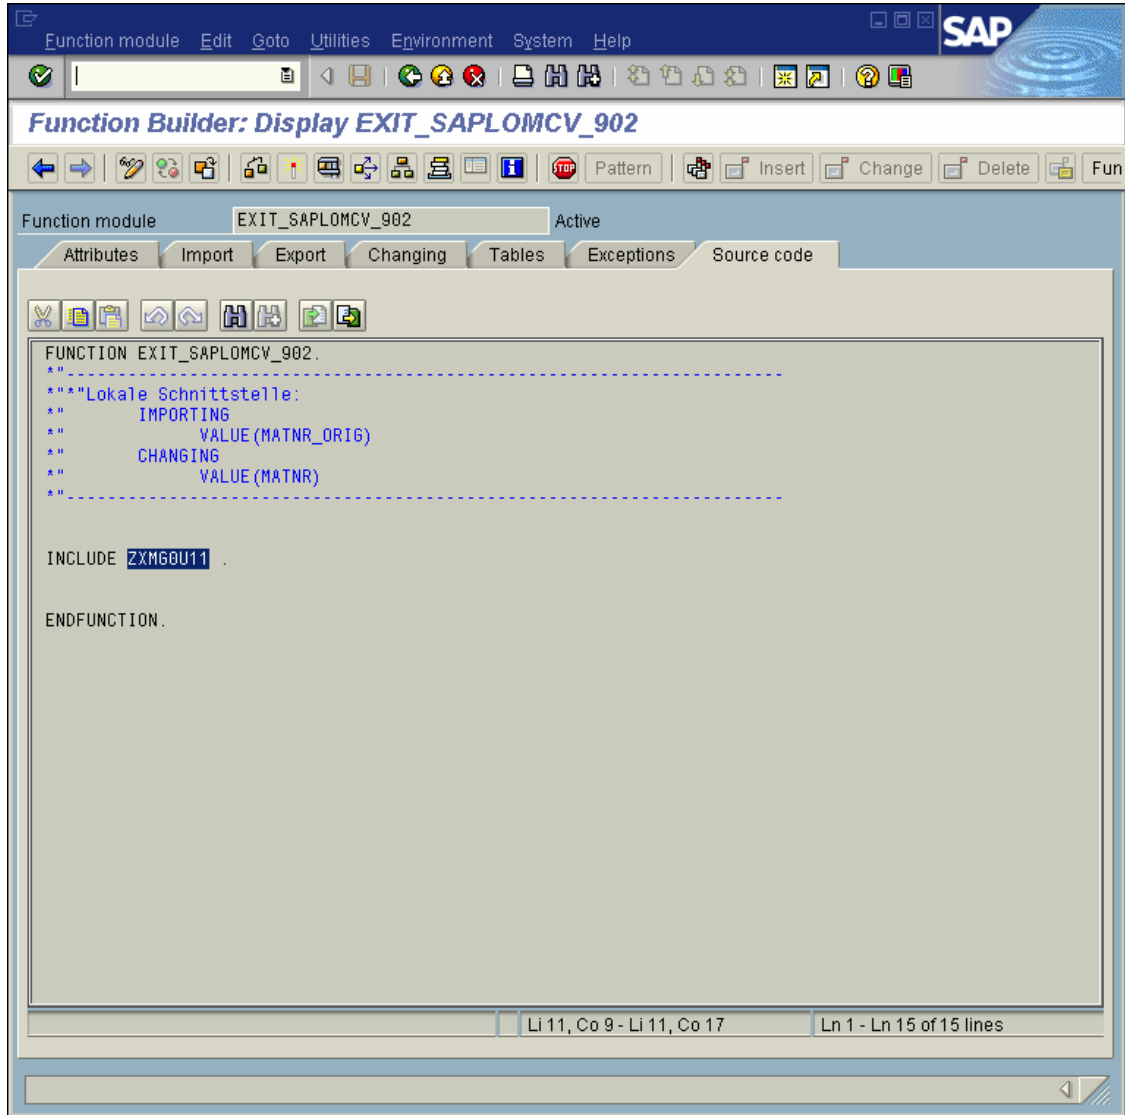 SAP
Function module Edit Goto Utilities Environment System Help
Function Builder: Display EXIT_SAPLOMCV_902
Pattern Insert Change Delete Fun
Function module EXIT_SAPLOMCV_902 Active
Attributes Import Export Changing Tables Exceptions Source code
FUNCTION EXIT_SAPLOMCV_902.
*"----------------------------------------------------------------------
*"*"Lokale Schnittstelle:
*" IMPORTING
*" VALUE(MATNR_ORIG)
*" CHANGING
*" VALUE(MATNR)
*"----------------------------------------------------------------------
INCLUDE ZXMG0U11 .
ENDFUNCTION.
Li 11, Co 9 - Li 11, Co 17 Ln 1 - Ln 15 of 15 lines